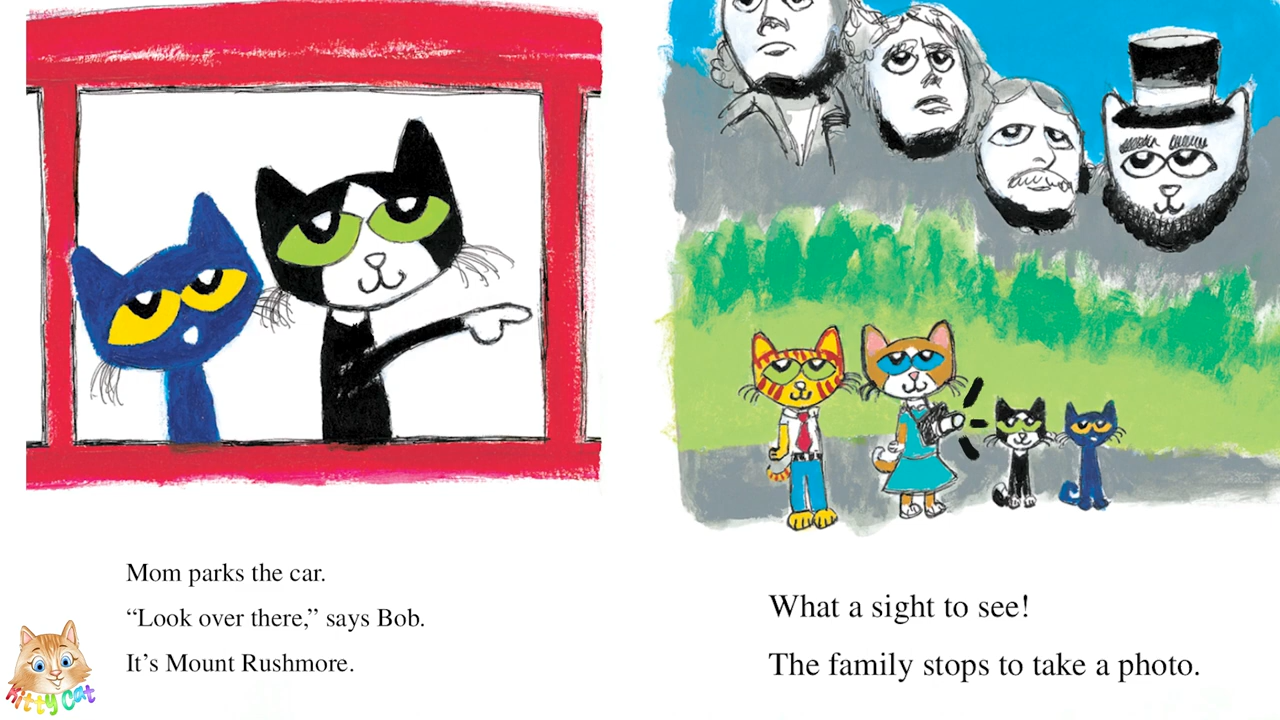 Mom parks the car.
“Look over there,” says Bob.
It’s Mount Rushmore.
What a sight to see!
The family stops to take a photo.
Kitty Cat